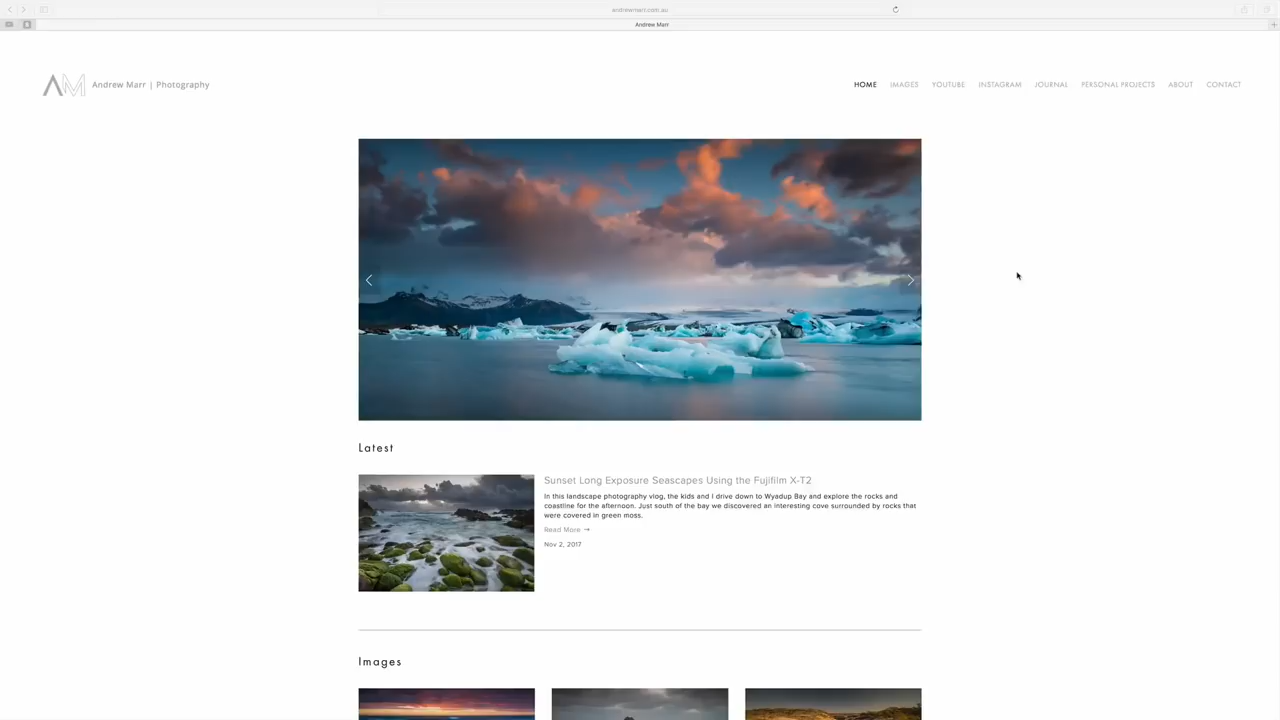 andrewmarr.com.au
Andrew Marr
AM Andrew Marr | Photography
HOME IMAGES YOUTUBE INSTAGRAM JOURNAL PERSONAL PROJECTS ABOUT CONTACT
Latest
Sunset Long Exposure Seascapes Using the Fujifilm X-T2
In this landscape photography vlog, the kids and I drive down to Wyadup Bay and explore the rocks and
coastline for the afternoon. Just south of the bay we discovered an interesting cove surrounded by rocks that
were covered in green moss.
Read More →
Nov 2, 2017
Images